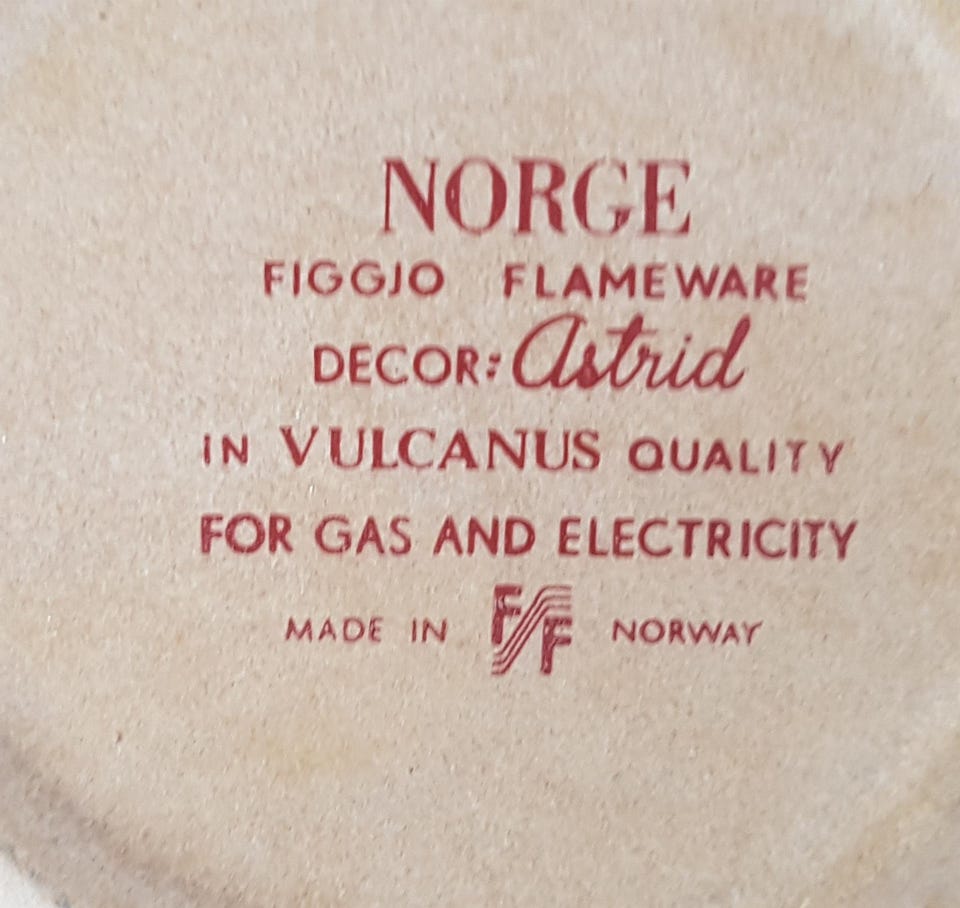 NORGE
FIGGJO FLAMEWARE
DECOR: Astrid
IN VULCANUS QUALITY
FOR GAS AND ELECTRICITY
MADE IN FF NORWAY